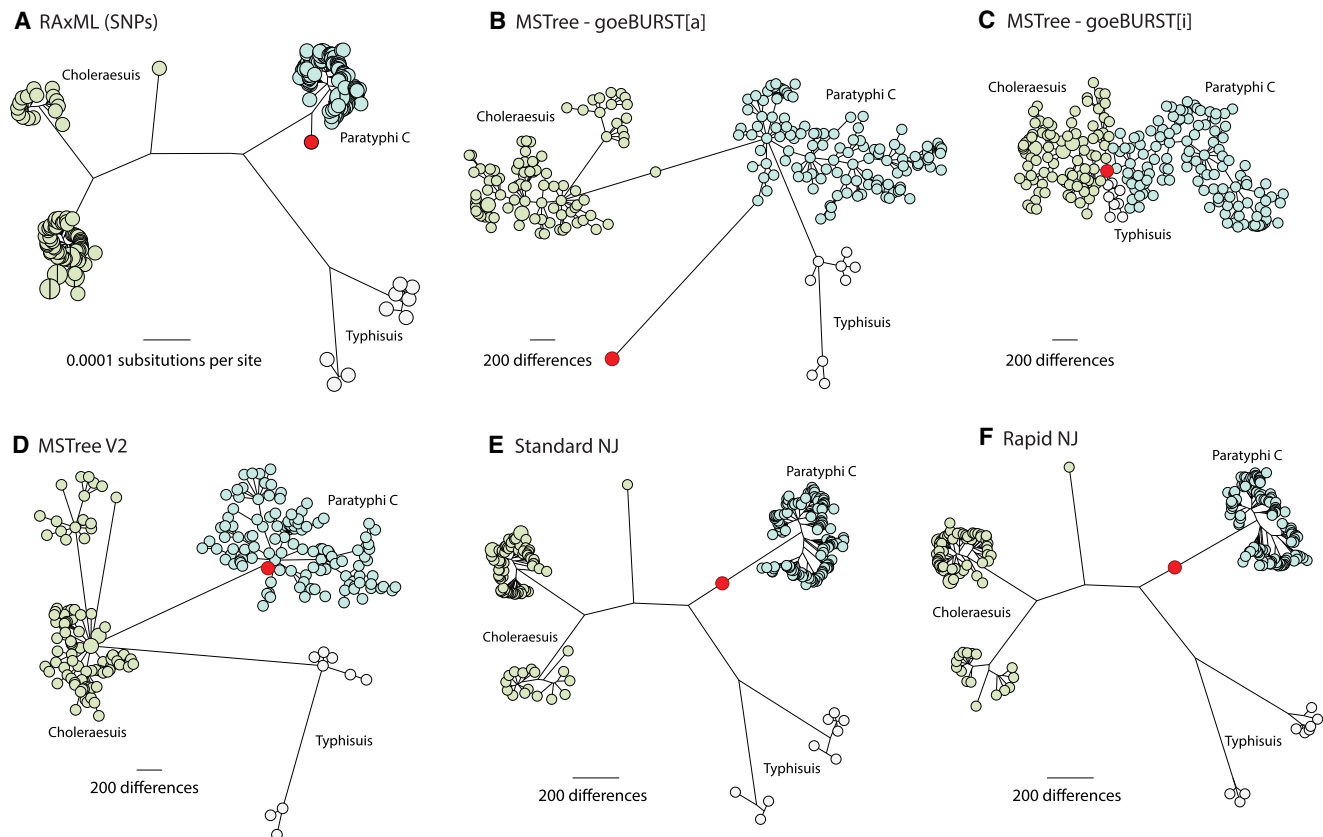 A RAxML (SNPs)
Choleraesuis
Paratyphi C
Typhisuis
0.0001 subsitutions per site
B MSTree - goeBURST[a]
Choleraesuis
Paratyphi C
Typhisuis
200 differences
C MSTree - goeBURST[i]
Choleraesuis
Paratyphi C
Typhisuis
200 differences
D MSTree V2
Paratyphi C
Choleraesuis
Typhisuis
200 differences
E Standard NJ
Paratyphi C
Choleraesuis
Typhisuis
200 differences
F Rapid NJ
Paratyphi C
Choleraesuis
Typhisuis
200 differences